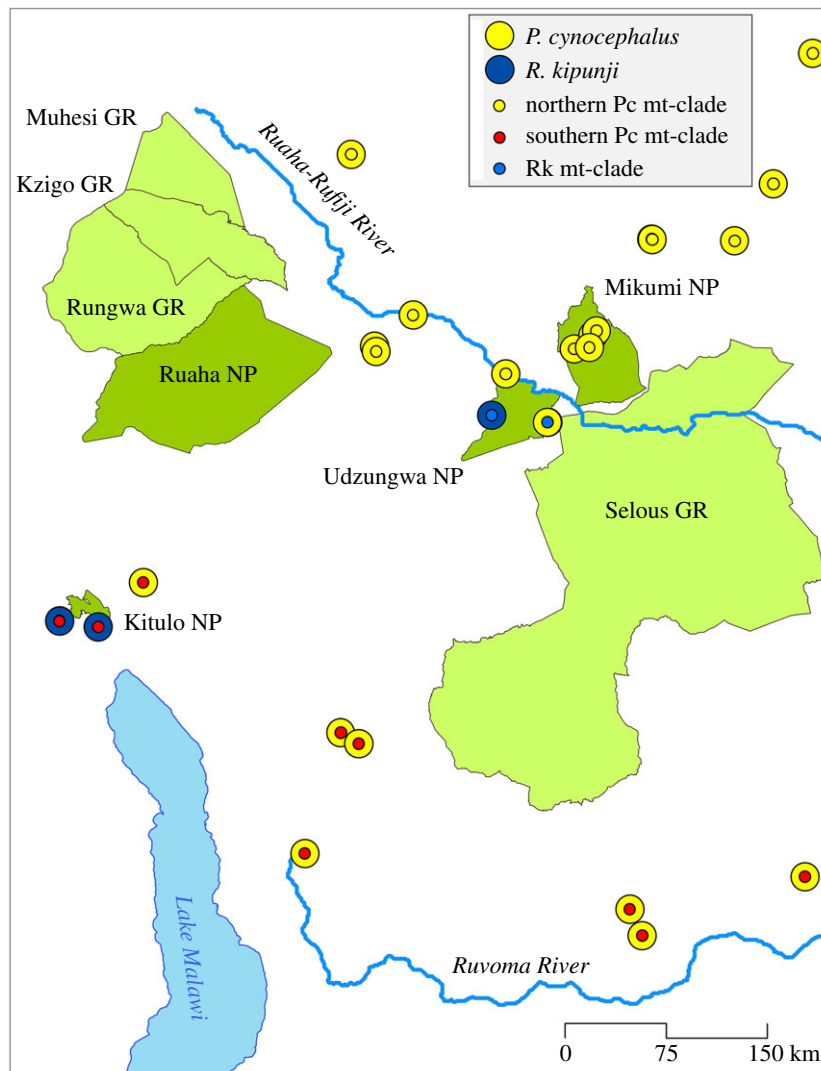 P. cynocephalus
R. kipunji
northern Pc mt-clade
southern Pc mt-clade
Rk mt-clade
Muhesi GR
Kzigo GR
Ruaha-Rufiji River
Rungwa GR
Mikumi NP
Ruaha NP
Udzungwa NP
Selous GR
Kitulo NP
Lake Malawi
Ruvoma River
0 75 150 km